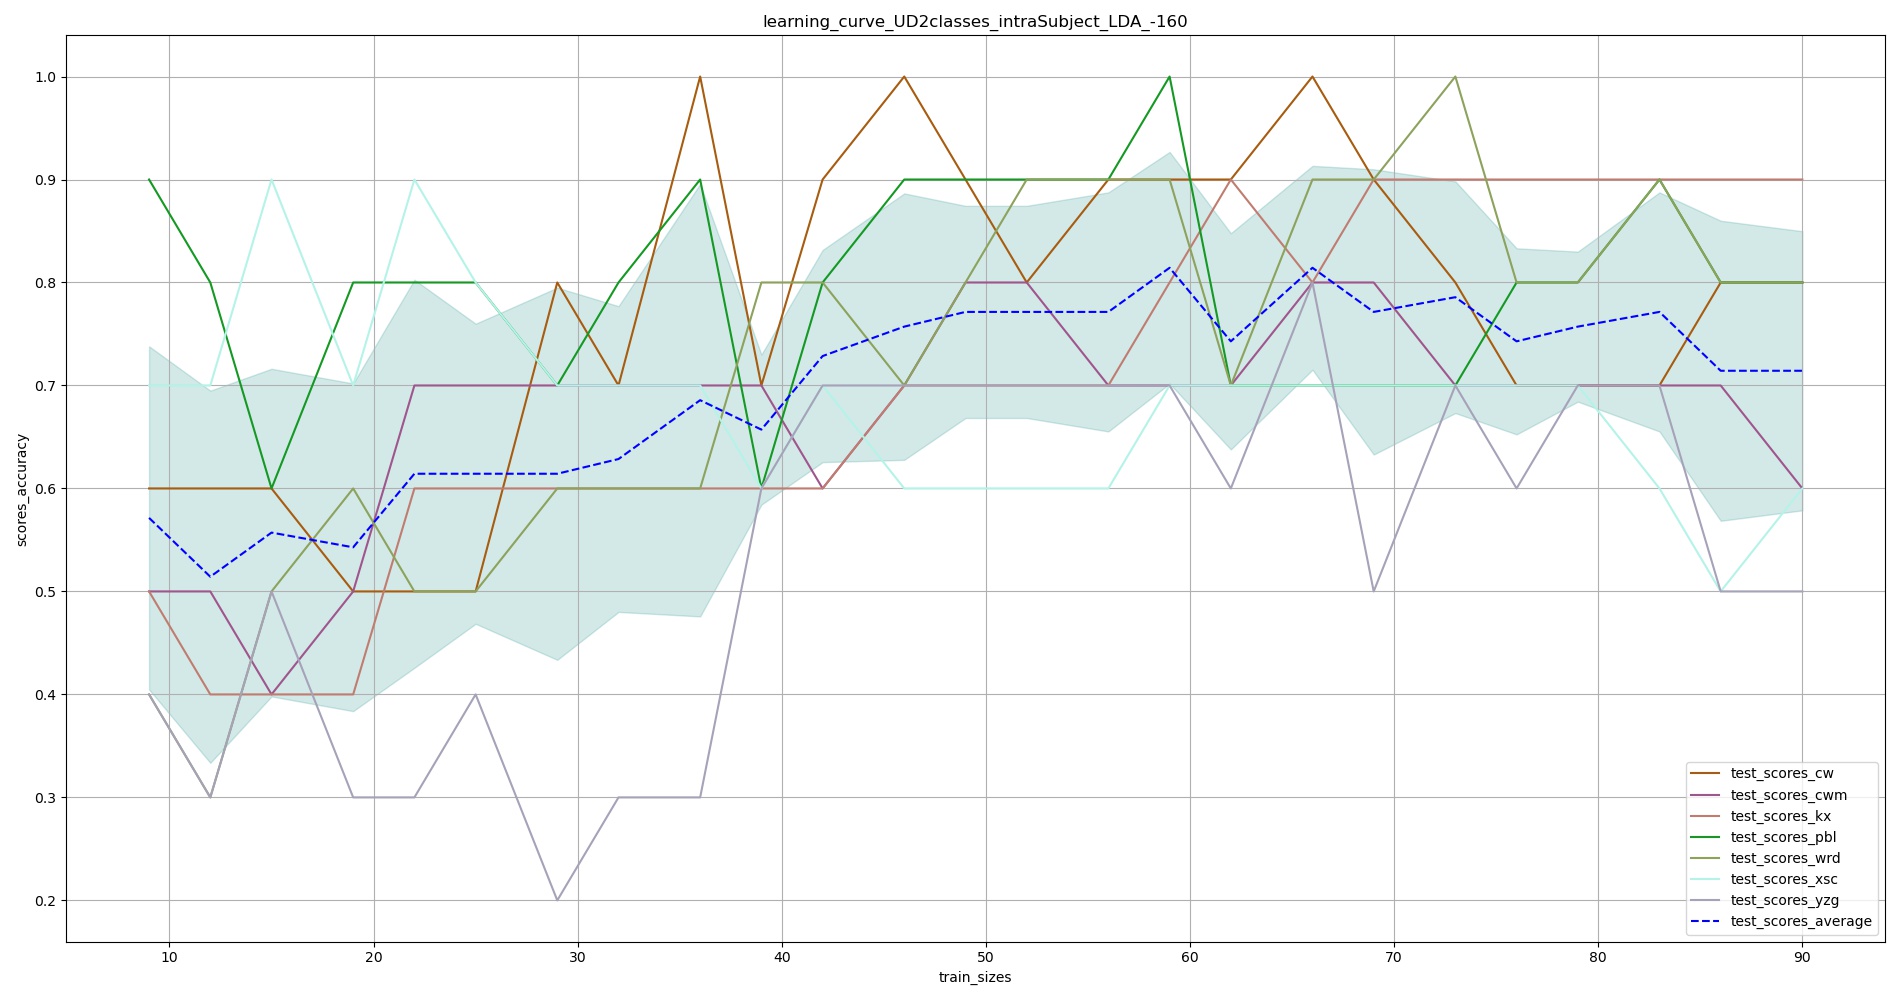 learning_curve_UD2classes_intraSubject_LDA_-160
scores_accuracy
1.0
0.9
0.8
0.7
0.6
0.5
0.4
0.3
0.2
10 20 30 40 50 60 70 80 90
train_sizes
test_scores_cw
test_scores_cwm
test_scores_kx
test_scores_pbl
test_scores_wrd
test_scores_xsc
test_scores_yzg
test_scores_average